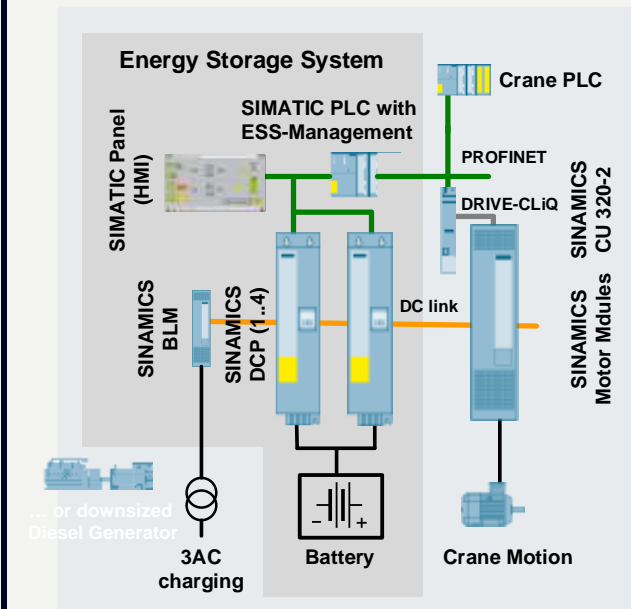 Energy Storage System
Crane PLC
SIMATIC PLC with
ESS-Management
SIMATIC Panel
(HMI)
PROFINET
DRIVE-CLiQ
SINAMICS
CU 320-2
SINAMICS
BLM
SINAMICS
DCP (1..4)
DC link
SINAMICS
Motor Mdules
... or downsized
Diesel Generator
3AC
charging
- +
Battery
Crane Motion